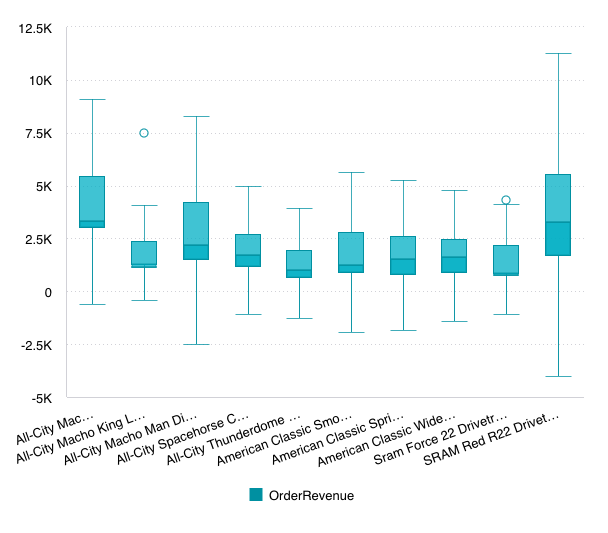 12.5K
10K
7.5K
5K
2.5K
0
-2.5K
-5K
All-City Mac…
All-City Macho King L…
All-City Macho Man Di…
All-City Spacehorse C…
All-City Thunderdome …
American Classic Smo…
American Classic Spri…
American Classic Wide…
Sram Force 22 Drivetr…
SRAM Red R22 Drivet…
OrderRevenue